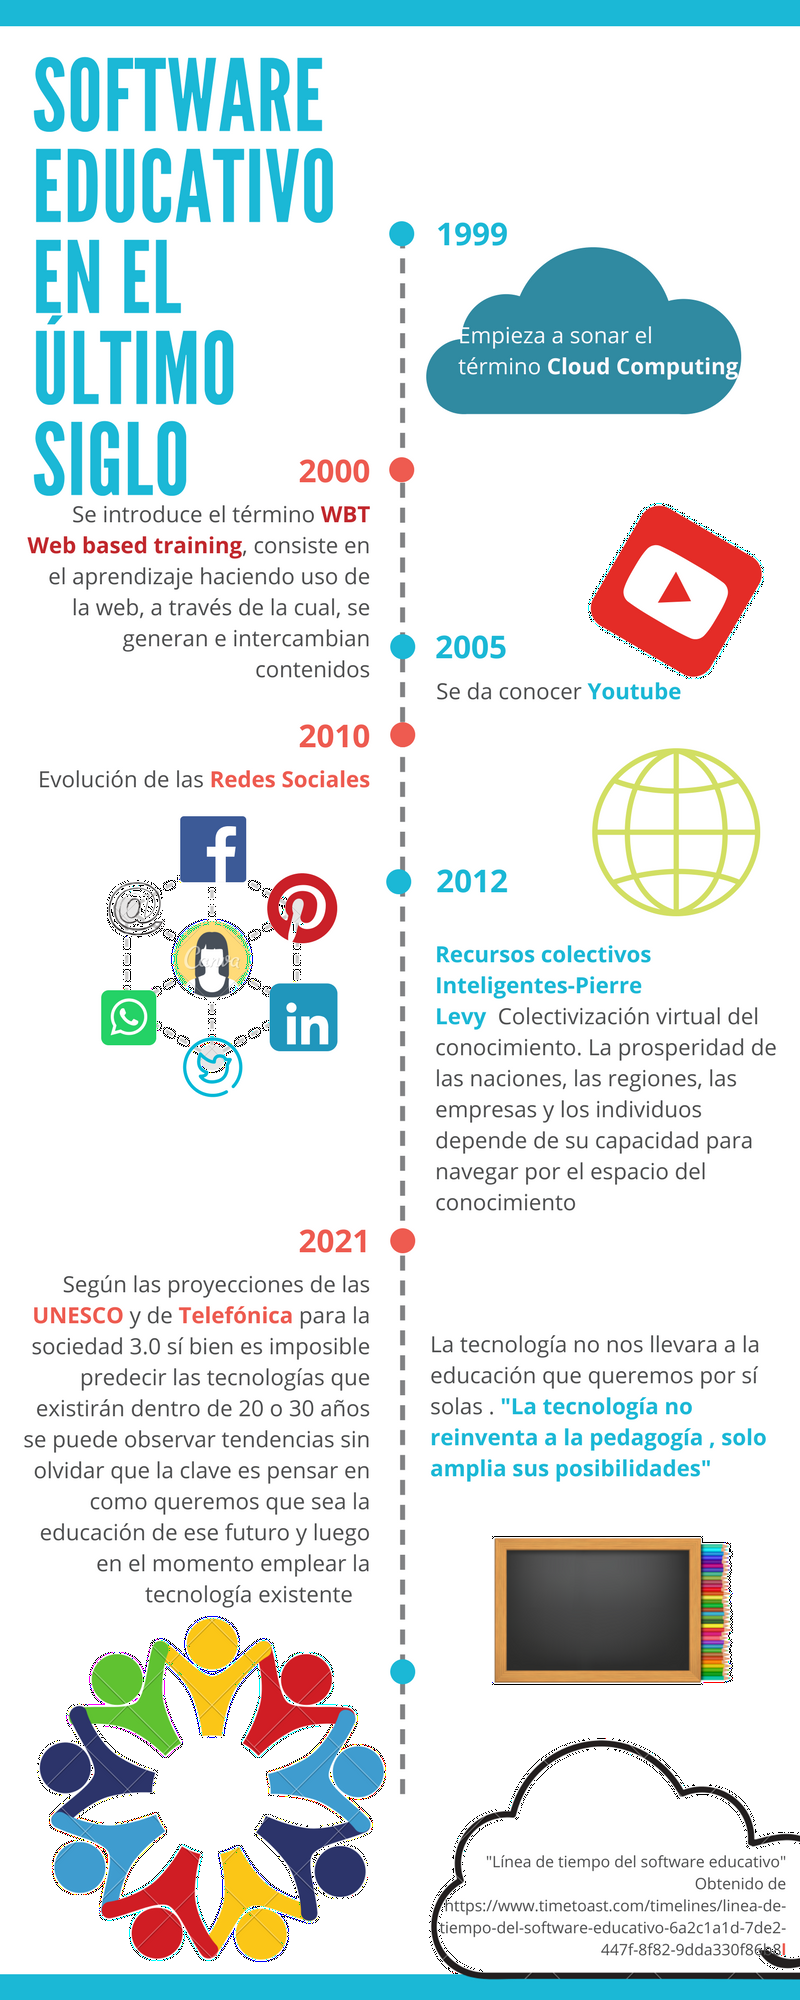 SOFTWARE
EDUCATIVO
EN EL
ÚLTIMO
SIGLO
1999
Empieza a sonar el
término Cloud Computing
2000
Se introduce el término WBT
Web based training, consiste en
el aprendizaje haciendo uso de
la web, a través de la cual, se
generan e intercambian
contenidos
2005
Se da conocer Youtube
2010
Evolución de las Redes Sociales
2012
Recursos colectivos
Inteligentes-Pierre
Levy Colectivización virtual del
conocimiento. La prosperidad de
las naciones, las regiones, las
empresas y los individuos
depende de su capacidad para
navegar por el espacio del
conocimiento
2021
Según las proyecciones de las
UNESCO y de Telefónica para la
sociedad 3.0 sí bien es imposible
predecir las tecnologías que
existirán dentro de 20 o 30 años
se puede observar tendencias sin
olvidar que la clave es pensar en
como queremos que sea la
educación de ese futuro y luego
en el momento emplear la
tecnología existente
La tecnología no nos llevara a la
educación que queremos por sí
solas . "La tecnología no
reinventa a la pedagogía , solo
amplia sus posibilidades"
"Línea de tiempo del software educativo"
Obtenido de
https://www.timetoast.com/timelines/linea-de-
tiempo-del-software-educativo-6a2c1a1d-7de2-
447f-8f82-9dda330f86b8
Canva
in